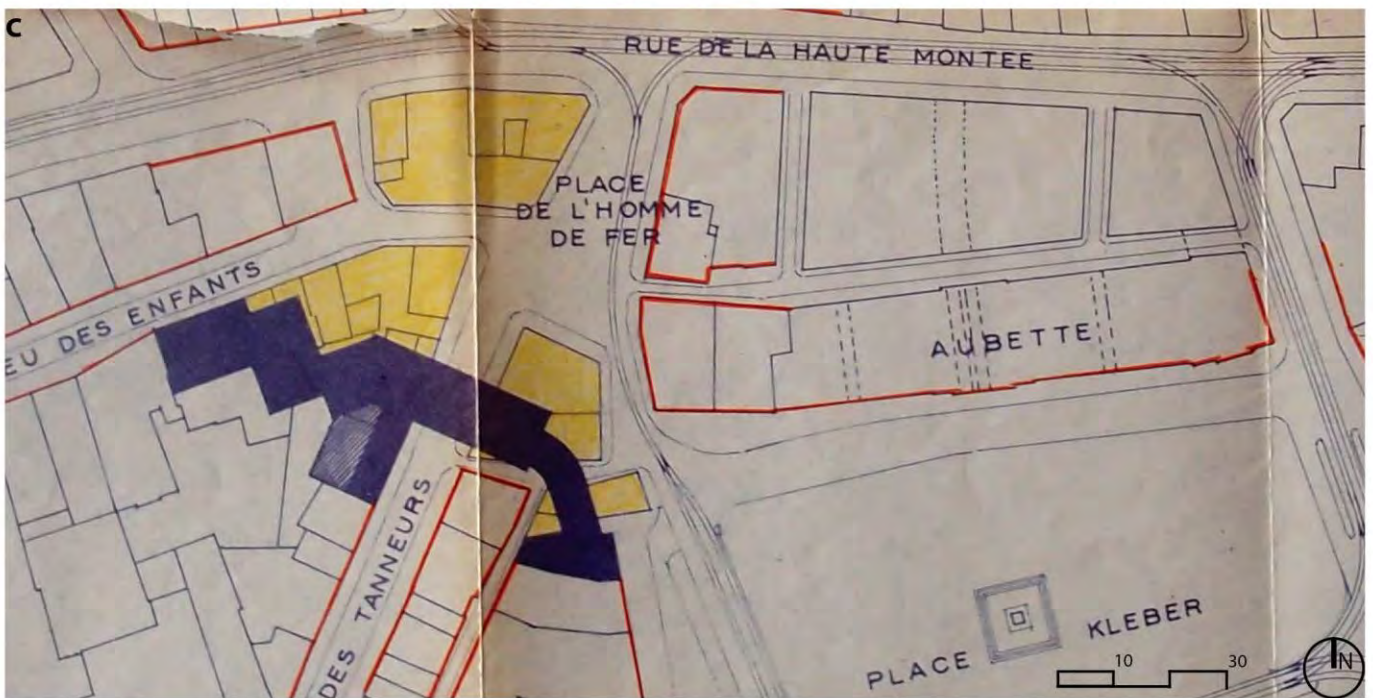 C
RUE DE LA HAUTE MONTEE
PLACE
DE L'HOMME
DE FER
EU DES ENFANTS
AUBETTE
DES TANNEURS
PLACE KLEBER
10 30
N